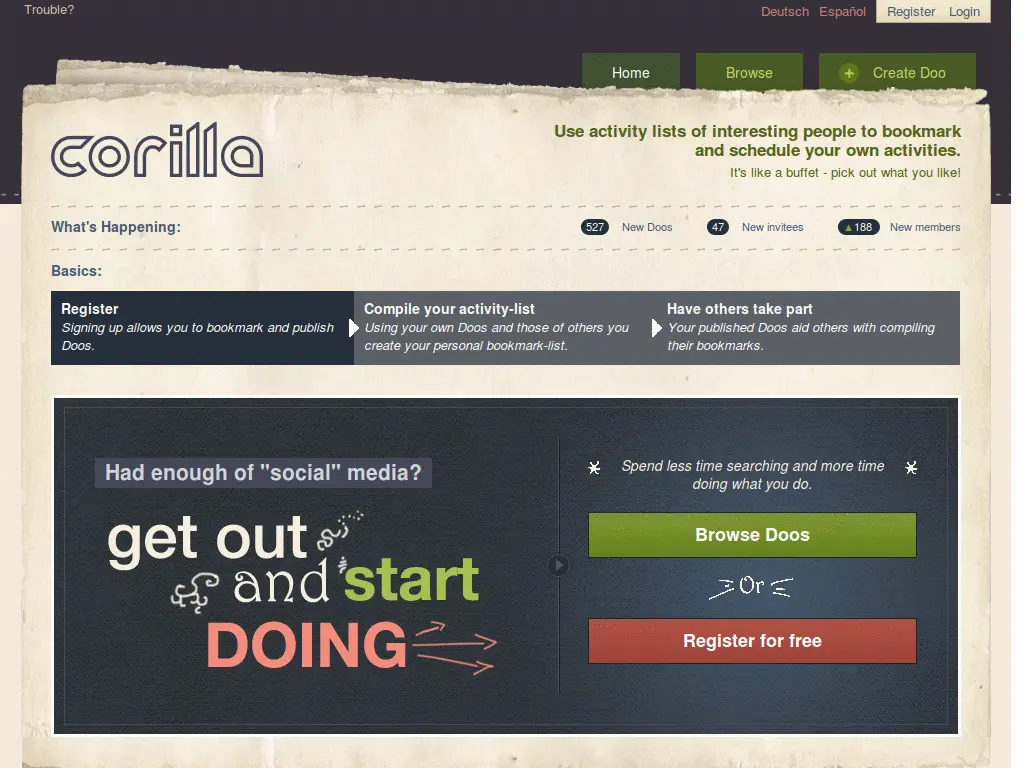 Trouble?
Deutsch Español Register Login
Home Browse + Create Doo
corilla
Use activity lists of interesting people to bookmark
and schedule your own activities.
It's like a buffet - pick out what you like!
What's Happening: 527 New Doos 47 New invitees ▲188 New members
Basics:
Register
Signing up allows you to bookmark and publish
Doos.
Compile your activity-list
Using your own Doos and those of others you
create your personal bookmark-list.
Have others take part
Your published Doos aid others with compiling
their bookmarks.
Had enough of "social" media?
get out
and start
DOING
Spend less time searching and more time
doing what you do.
Browse Doos
Or
Register for free